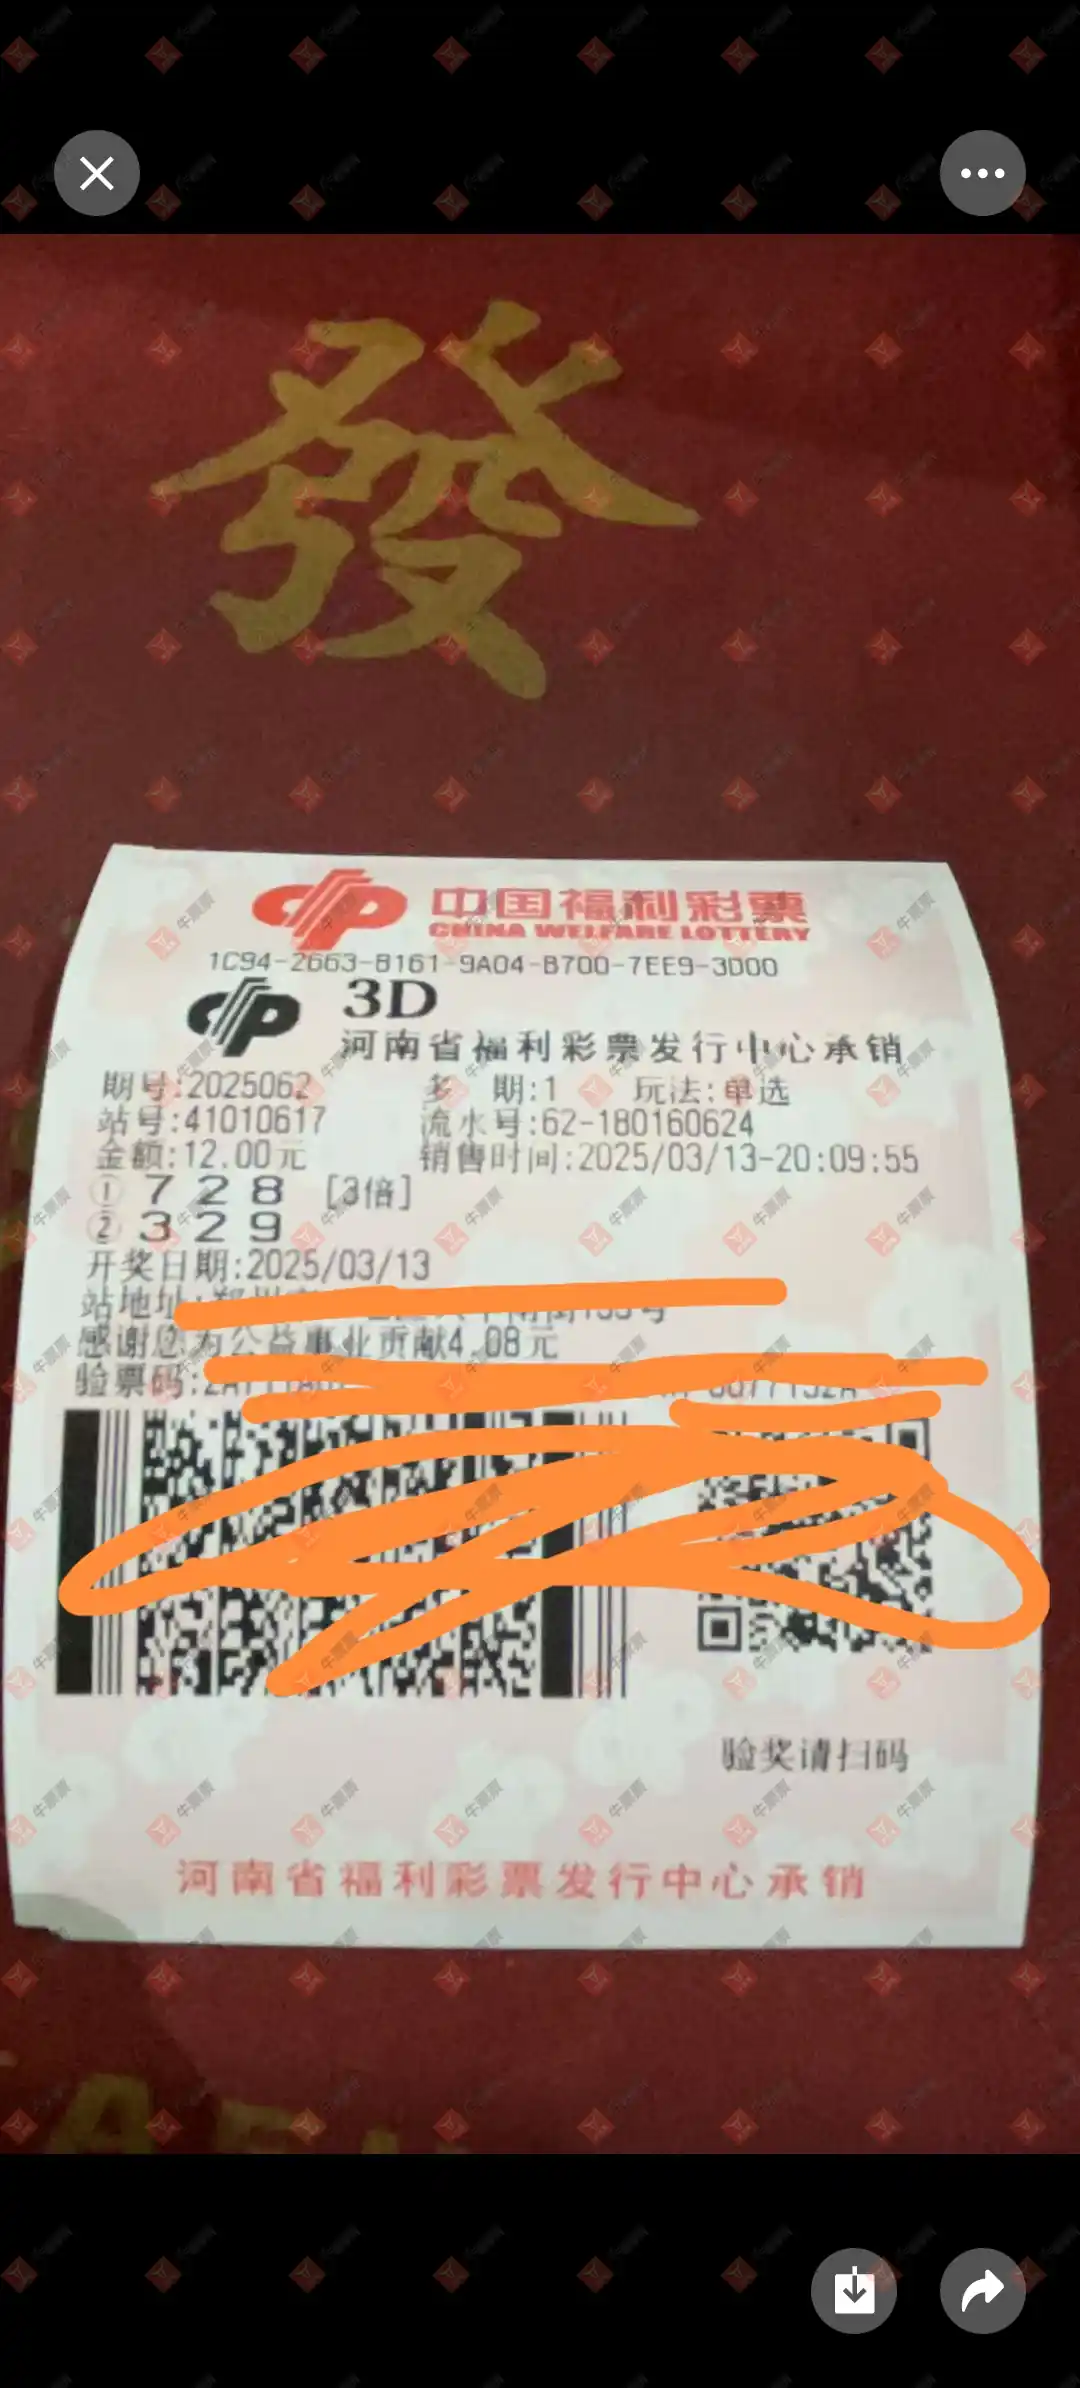 發
中国福利彩票
CHINA WELFARE LOTTERY
1C94-2663-B161-9A04-B700-7EE9-3D00
3D
河南省福利彩票发行中心承销
期号:2025062 多 期:1 玩法:单选
站号:41010617 流水号:62-180160624
金额:12.00元 销售时间:2025/03/13-20:09:55
① 7 2 8 [3倍]
② 3 2 9
开奖日期:2025/03/13
站地址:
感谢您为公益事业贡献4.08元
验票码:
验奖请扫码
河南省福利彩票发行中心承销
牛票票